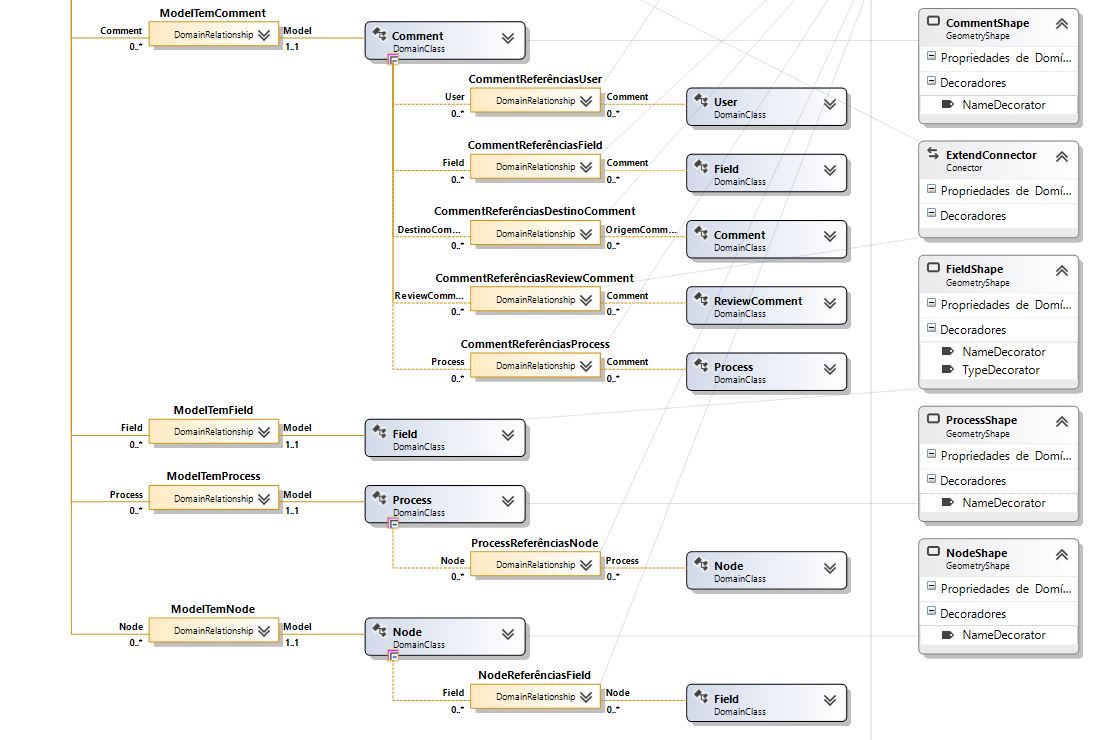 ModelTemComment
Comment
DomainRelationship
Model
0..*
1..1
Comment
DomainClass
CommentReferênciasUser
User
DomainRelationship
Comment
0..*
0..*
User
DomainClass
CommentReferênciasField
Field
DomainRelationship
Comment
0..*
0..*
Field
DomainClass
CommentReferênciasDestinoComment
DestinoCom...
DomainRelationship
OrigemComm...
0..*
0..*
Comment
DomainClass
CommentReferênciasReviewComment
ReviewComm...
DomainRelationship
Comment
0..*
0..*
ReviewComment
DomainClass
CommentReferênciasProcess
Process
DomainRelationship
Comment
0..*
0..*
Process
DomainClass
ModelTemField
Field
DomainRelationship
Model
0..*
1..1
Field
DomainClass
ModelTemProcess
Process
DomainRelationship
Model
0..*
1..1
Process
DomainClass
ProcessReferênciasNode
Node
DomainRelationship
Process
0..*
0..*
Node
DomainClass
ModelTemNode
Node
DomainRelationship
Model
0..*
1..1
Node
DomainClass
NodeReferênciasField
Field
DomainRelationship
Node
0..*
0..*
Field
DomainClass
CommentShape
GeometryShape
Propriedades de Domí...
Decoradores
NameDecorator
ExtendConnector
Conector
Propriedades de Domí...
Decoradores
FieldShape
GeometryShape
Propriedades de Domí...
Decoradores
NameDecorator
TypeDecorator
ProcessShape
GeometryShape
Propriedades de Domí...
Decoradores
NameDecorator
NodeShape
GeometryShape
Propriedades de Domí...
Decoradores
NameDecorator